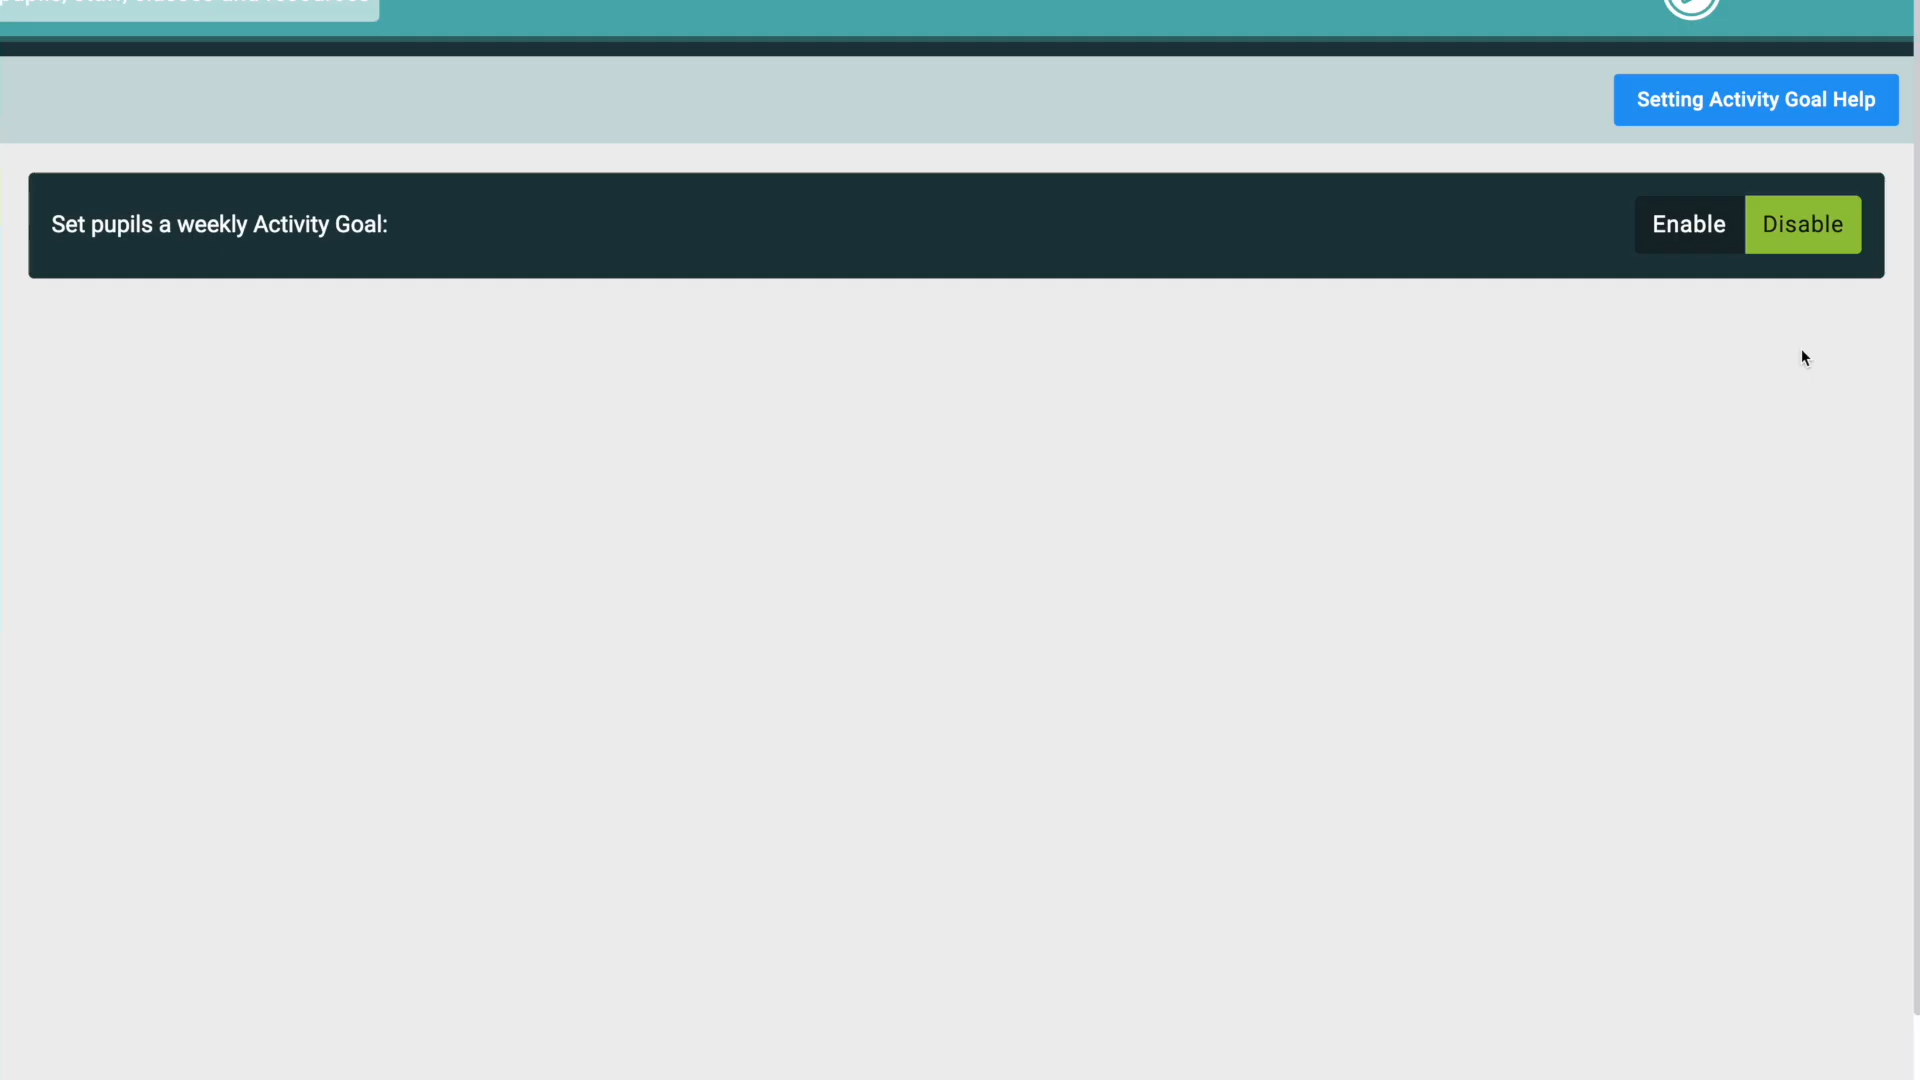 Setting Activity Goal Help
Set pupils a weekly Activity Goal:
Enable Disable